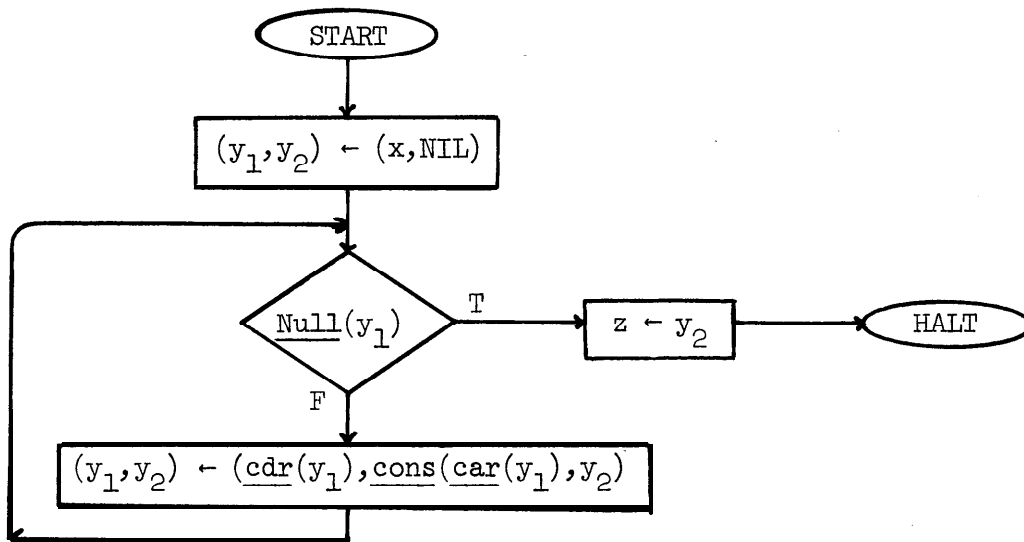 START
(y₁,y₂) ← (x,NIL)
Null(y₁)
T
z ← y₂
HALT
F
(y₁,y₂) ← (cdr(y₁),cons(car(y₁),y₂)